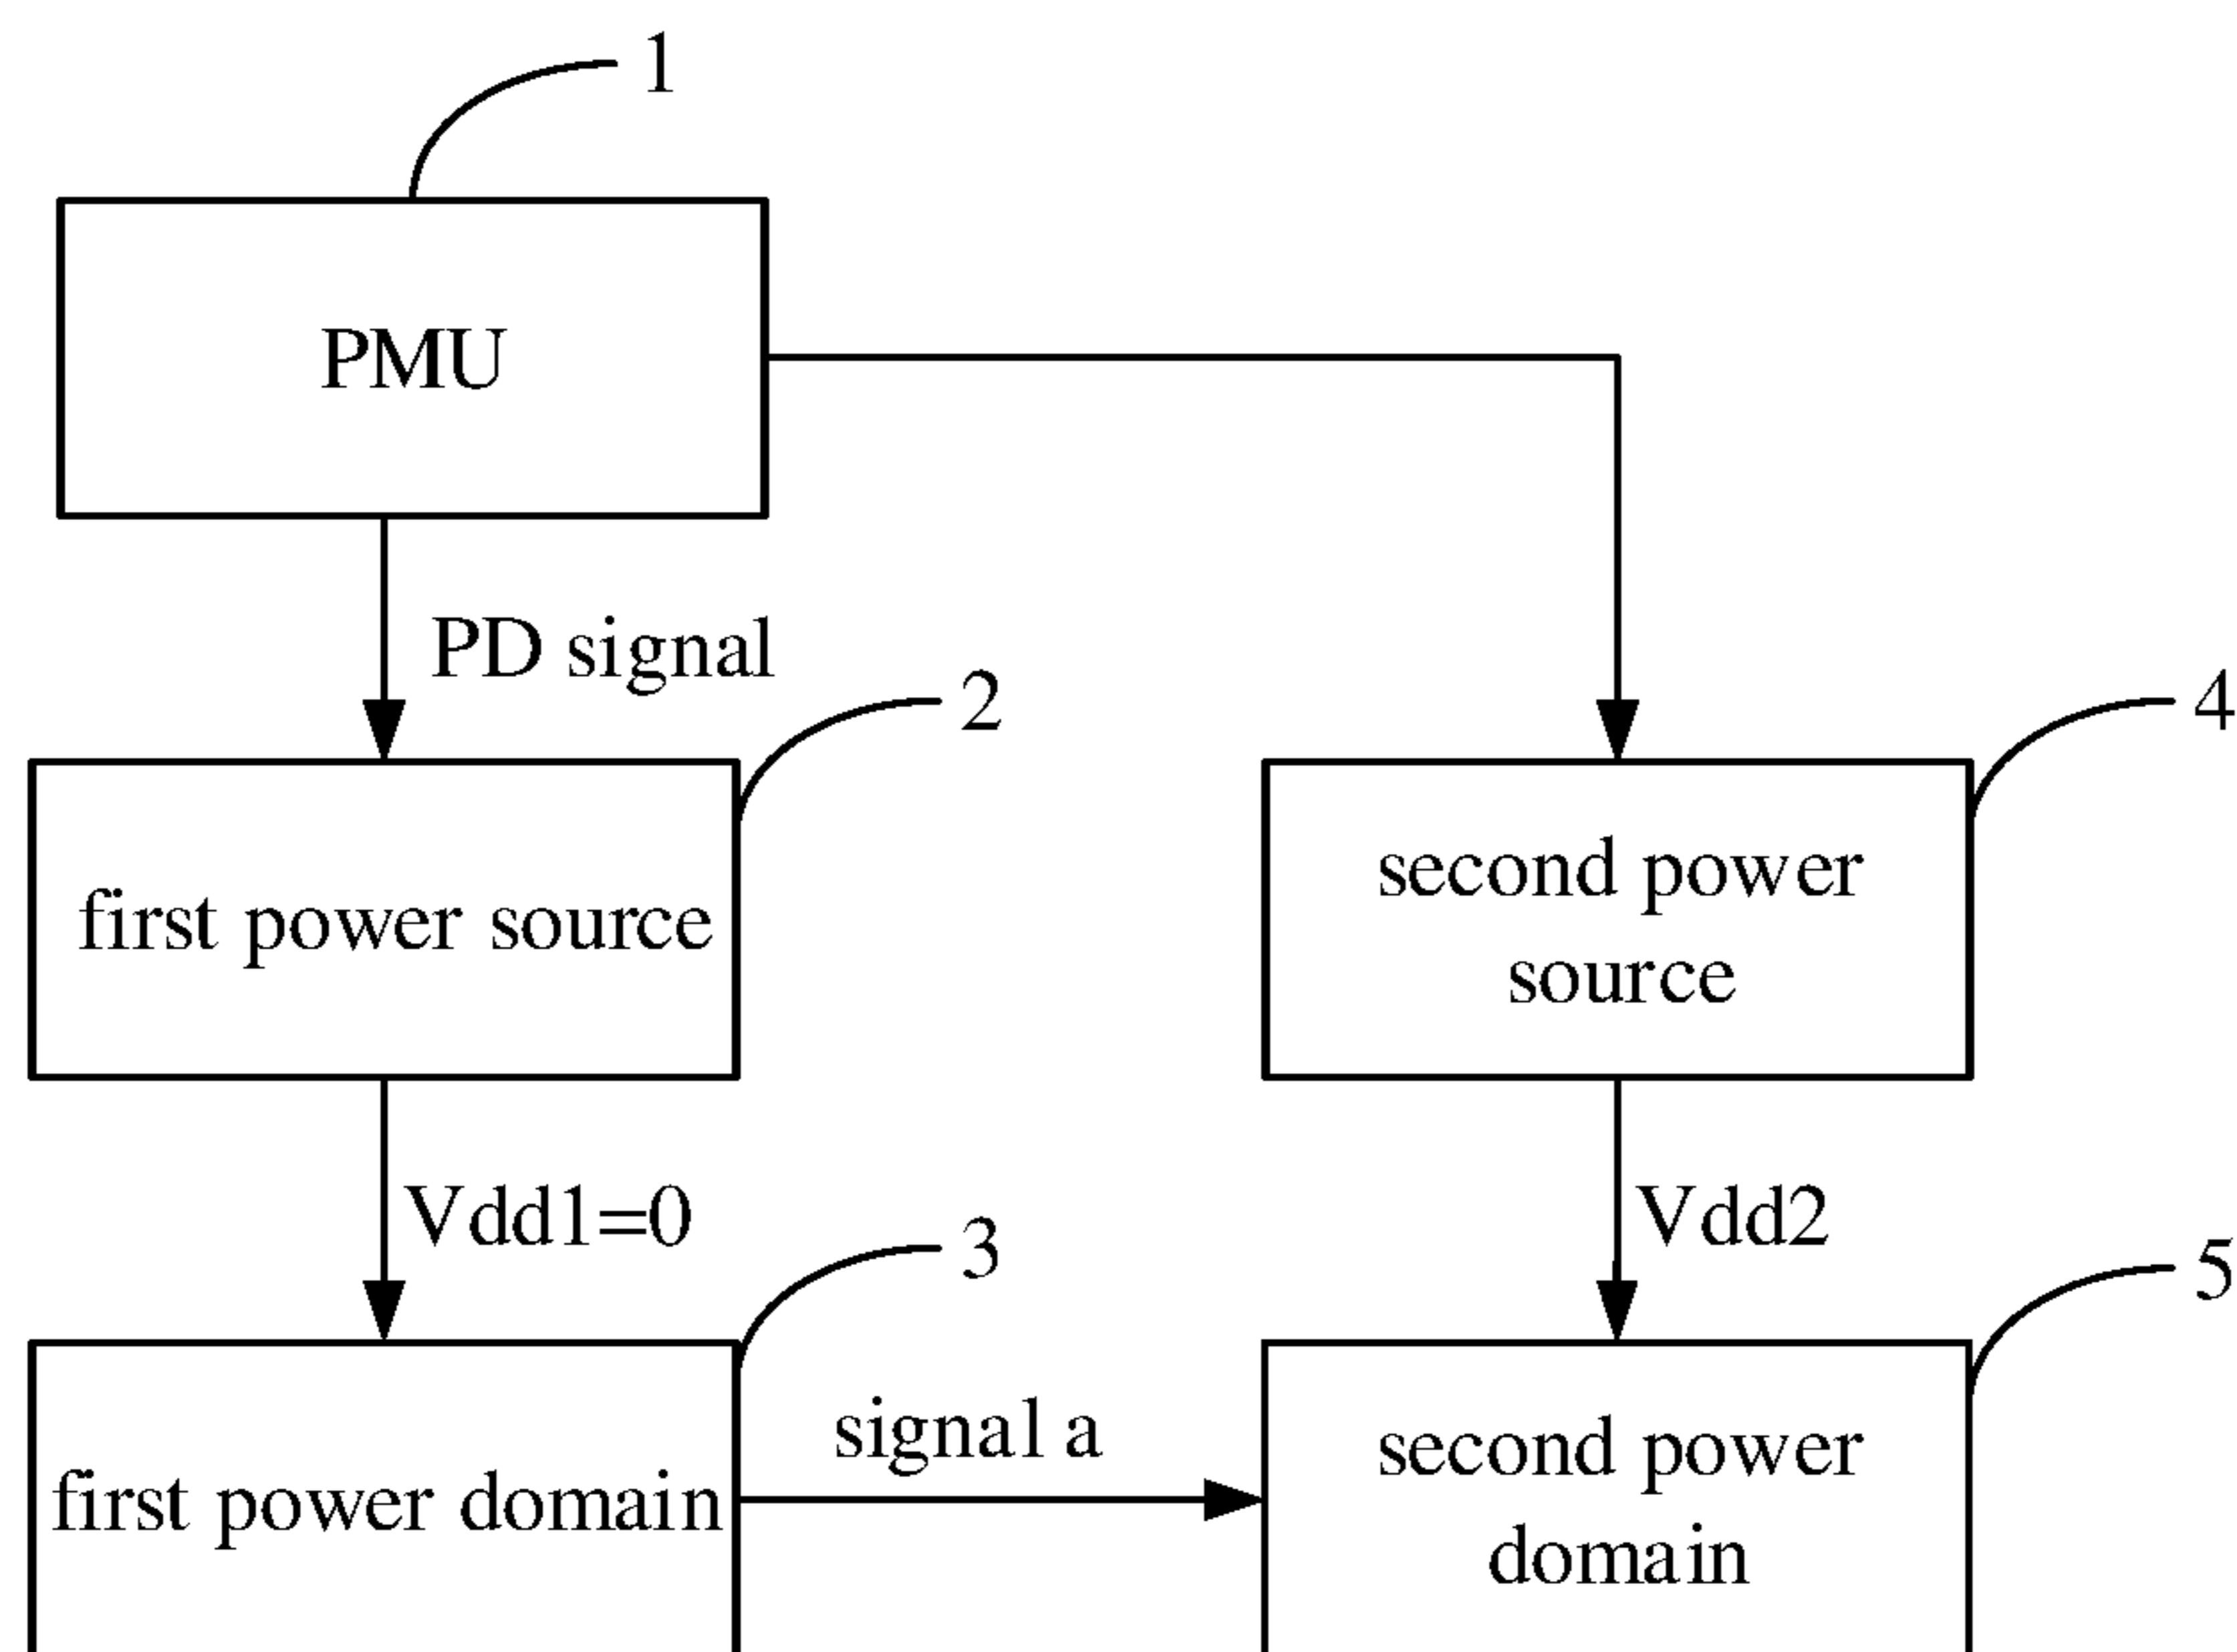 1
PMU
PD signal
2
4
first power source
second power
source
Vdd1=0
Vdd2
3
5
signal a
first power domain
second power
domain